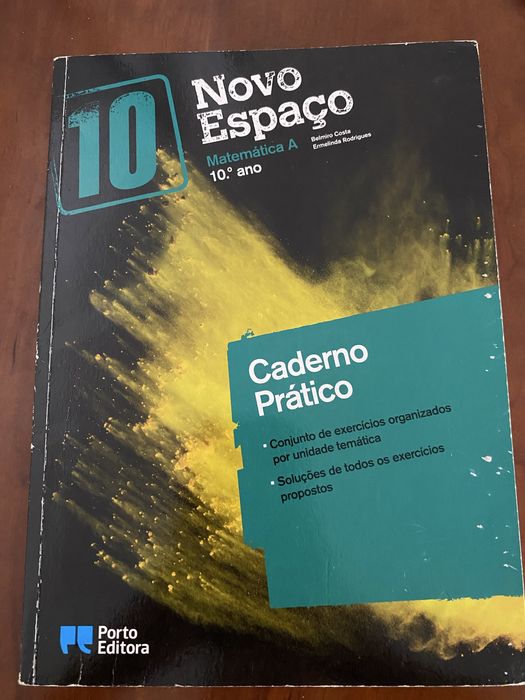 10
Novo
Espaço
Belmiro Costa
Ermelinda Rodrigues
Matemática A
10.º ano
Caderno
Prático
• Conjunto de exercícios organizados
por unidade temática
• Soluções de todos os exercícios
propostos
Porto
Editora